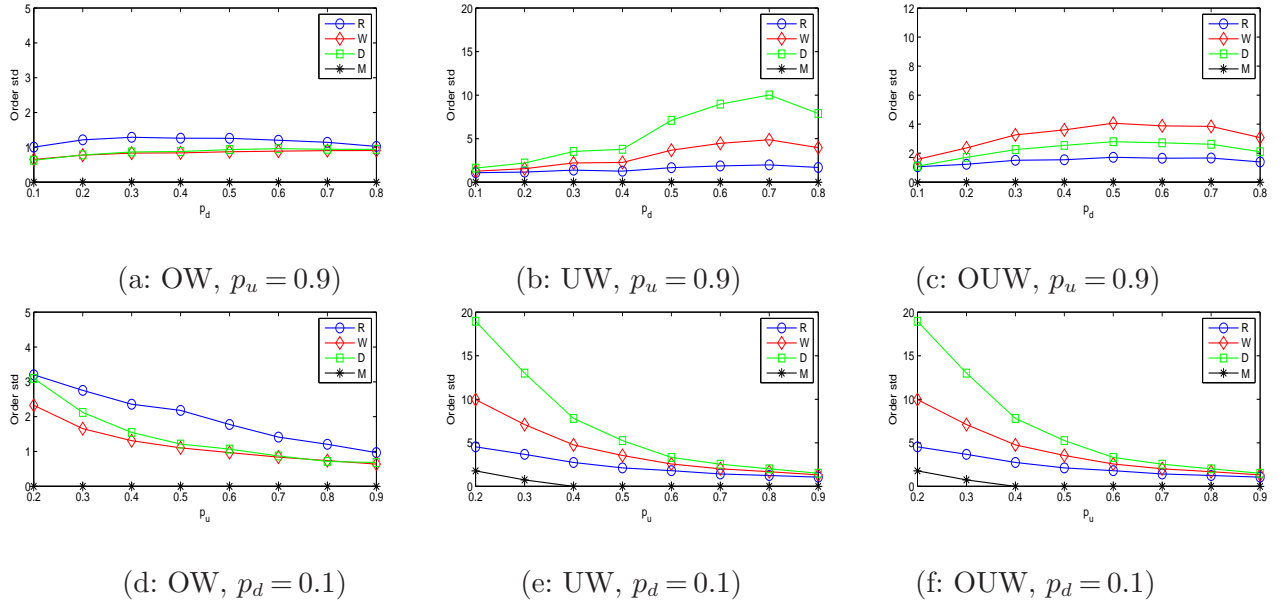 5
4
3
2
1
0
0.1 0.2 0.3 0.4 0.5 0.6 0.7 0.8
Order std
p_d
R
W
D
M
(a: OW, p_u = 0.9)
20
15
10
5
0
0.1 0.2 0.3 0.4 0.5 0.6 0.7 0.8
Order std
p_d
R
W
D
M
(b: UW, p_u = 0.9)
12
10
8
6
4
2
0
0.1 0.2 0.3 0.4 0.5 0.6 0.7 0.8
Order std
p_d
R
W
D
M
(c: OUW, p_u = 0.9)
5
4
3
2
1
0
0.2 0.3 0.4 0.5 0.6 0.7 0.8 0.9
Order std
p_u
R
W
D
M
(d: OW, p_d = 0.1)
20
15
10
5
0
0.2 0.3 0.4 0.5 0.6 0.7 0.8 0.9
Order std
p_u
R
W
D
M
(e: UW, p_d = 0.1)
20
15
10
5
0
0.2 0.3 0.4 0.5 0.6 0.7 0.8 0.9
Order std
p_u
R
W
D
M
(f: OUW, p_d = 0.1)